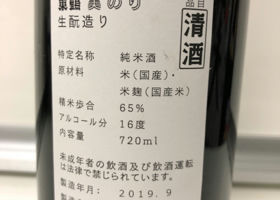 眞のり
品目
生酛造り
清酒
特定名称 純米酒
原材料 米(国産)・
米麹(国産米)
精米歩合 65%
アルコール分 16度
内容量 720ml
未成年者の飲酒及び飲酒運転
は法律で禁じられています。
製造年月: 2019.9